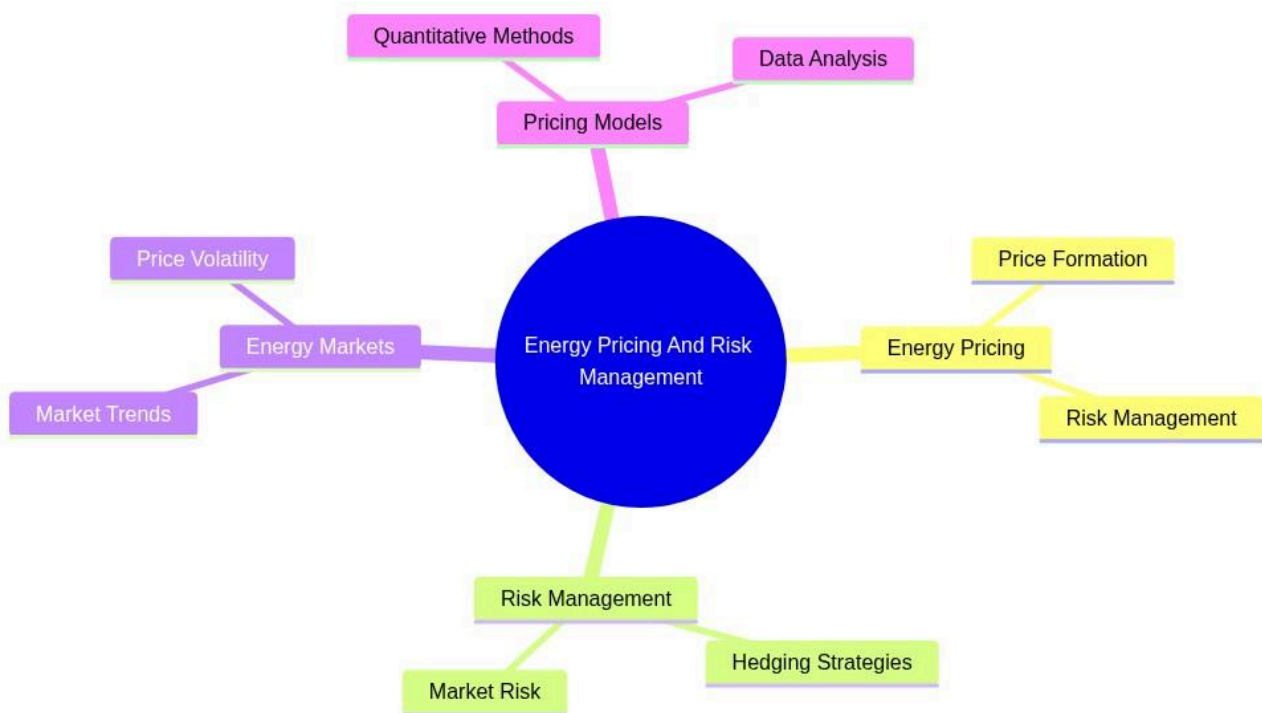 Quantitative Methods
Data Analysis
Pricing Models
Price Volatility
Price Formation
Energy Markets
Energy Pricing And Risk
Management
Energy Pricing
Market Trends
Risk Management
Risk Management
Hedging Strategies
Market Risk